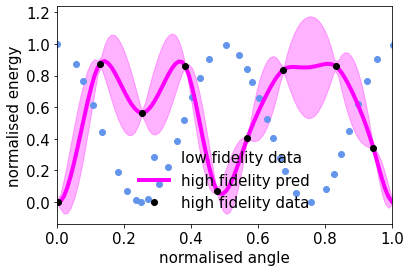 1.2
1.0
0.8
0.6
0.4
0.2
0.0
normalised energy
low fidelity data
high fidelity pred
high fidelity data
0.0 0.2 0.4 0.6 0.8 1.0
normalised angle